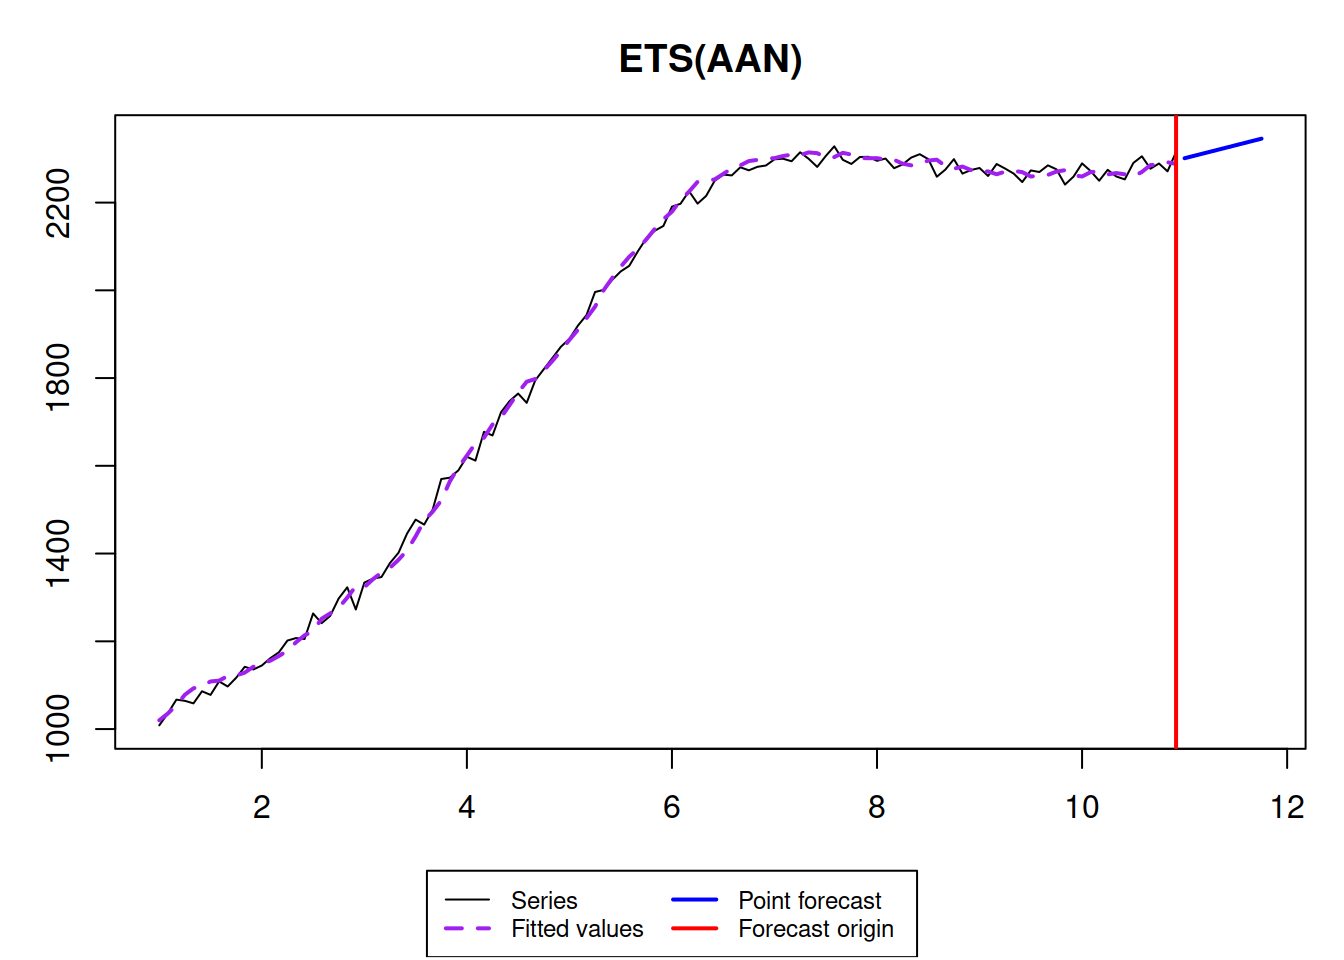 ETS(AAN)
2200
1800
1400
1000
2 4 6 8 10 12
Series Point forecast
Fitted values Forecast origin